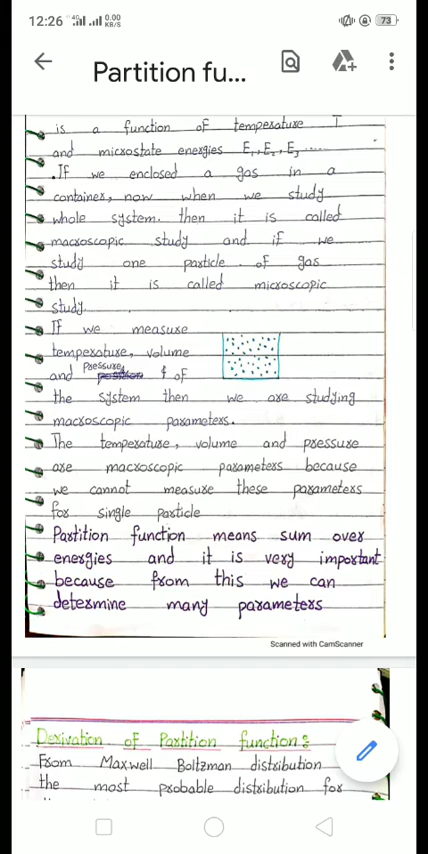 12:26 4G 0.00 KB/S 73
Partition fu...
is a function of temperature T
and microstate energies E1, E2, E3 .....
.If we enclosed a gas in a
container, now when we study
whole system. then it is called
macroscopic study and if we
study one particle of gas
then it is called microscopic
study.
If we measure
temperature, volume
Pressure
and position & of
the system then we are studying
macroscopic parameters.
The temperature, volume and pressure
are macroscopic parameters because
we cannot measure these parameters
for single particle
Partition function means sum over
energies and it is very important
because from this we can
determine many parameters
Scanned with CamScanner
Derivation of Partition function:
From Maxwell Boltzman distribution
the most probable distribution for